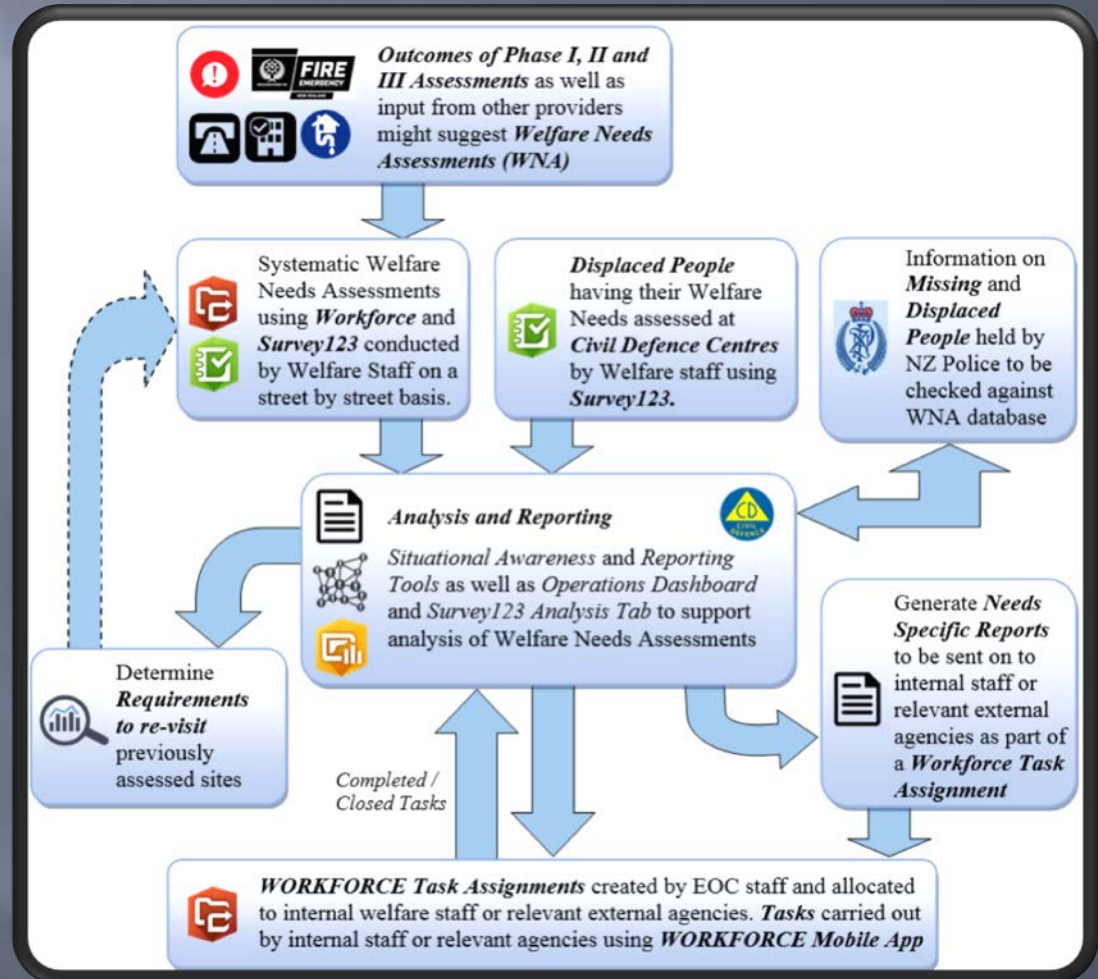 Outcomes of Phase I, II and
III Assessments as well as
input from other providers
might suggest Welfare Needs
Assessments (WNA)
FIRE
EMERGENCY
Systematic Welfare
Needs Assessments
using Workforce and
Survey123 conducted
by Welfare Staff on a
street by street basis.
Displaced People
having their Welfare
Needs assessed at
Civil Defence Centres
by Welfare staff using
Survey123.
Information on
Missing and
Displaced
People held by
NZ Police to be
checked against
WNA database
Analysis and Reporting
Situational Awareness and Reporting
Tools as well as Operations Dashboard
and Survey123 Analysis Tab to support
analysis of Welfare Needs Assessments
CD
CIVIL
DEFENCE
Determine
Requirements
to re-visit
previously
assessed sites
Generate Needs
Specific Reports
to be sent on to
internal staff or
relevant external
agencies as part of
a Workforce Task
Assignment
Completed /
Closed Tasks
WORKFORCE Task Assignments created by EOC staff and allocated
to internal welfare staff or relevant external agencies. Tasks carried out
by internal staff or relevant agencies using WORKFORCE Mobile App